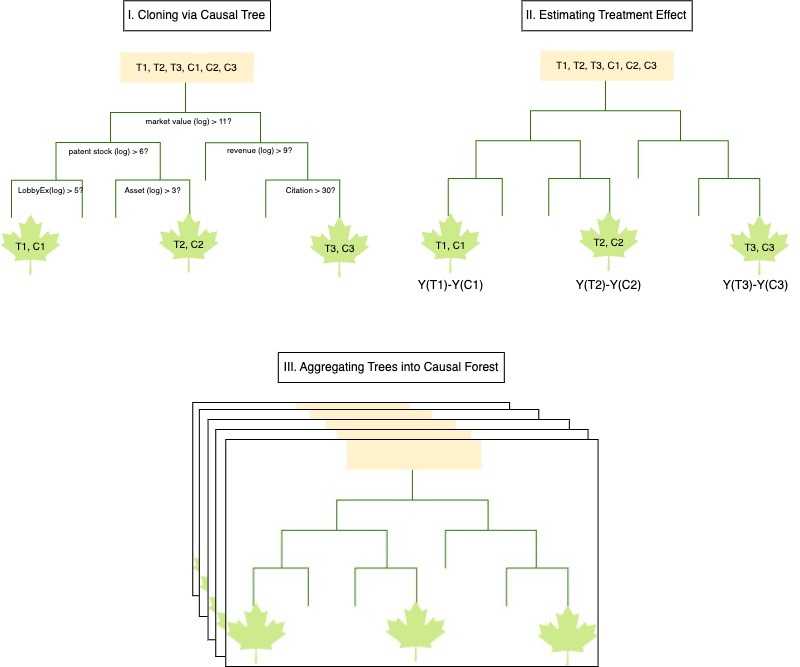 I. Cloning via Causal Tree
T1, T2, T3, C1, C2, C3
market value (log) > 11?
patent stock (log) > 6?
revenue (log) > 9?
LobbyEx(log) > 5?
Asset (log) > 3?
Citation > 30?
T1, C1
T2, C2
T3, C3
II. Estimating Treatment Effect
T1, T2, T3, C1, C2, C3
T1, C1
T2, C2
T3, C3
Y(T1)-Y(C1)
Y(T2)-Y(C2)
Y(T3)-Y(C3)
III. Aggregating Trees into Causal Forest